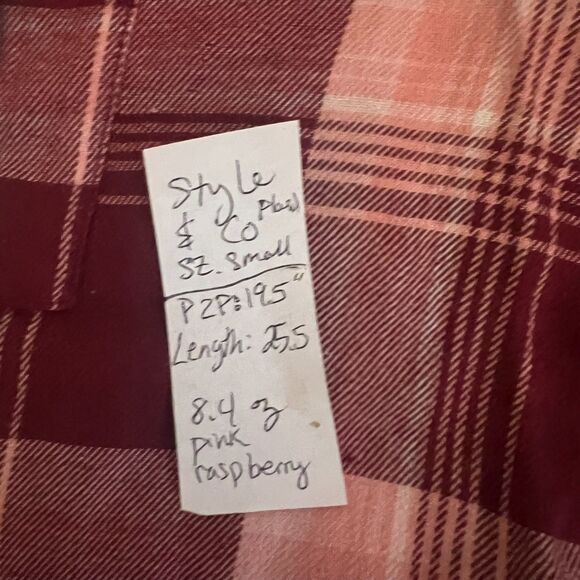 Style
& Co Plaid
SZ. Small
P2P: 19.5"
Length: 25.5
8.4 oz
pink
raspberry